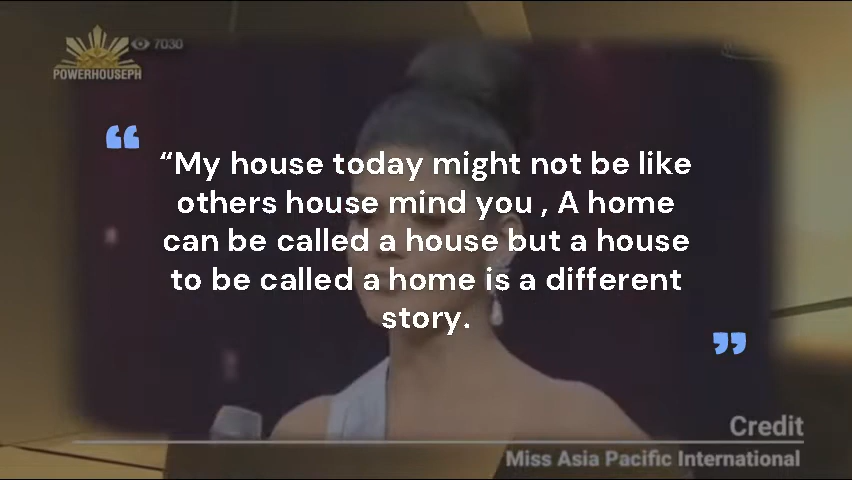 7030
POWERHOUSEPH
“
“My house today might not be like
others house mind you , A home
can be called a house but a house
to be called a home is a different
story.
”
Credit
Miss Asia Pacific International